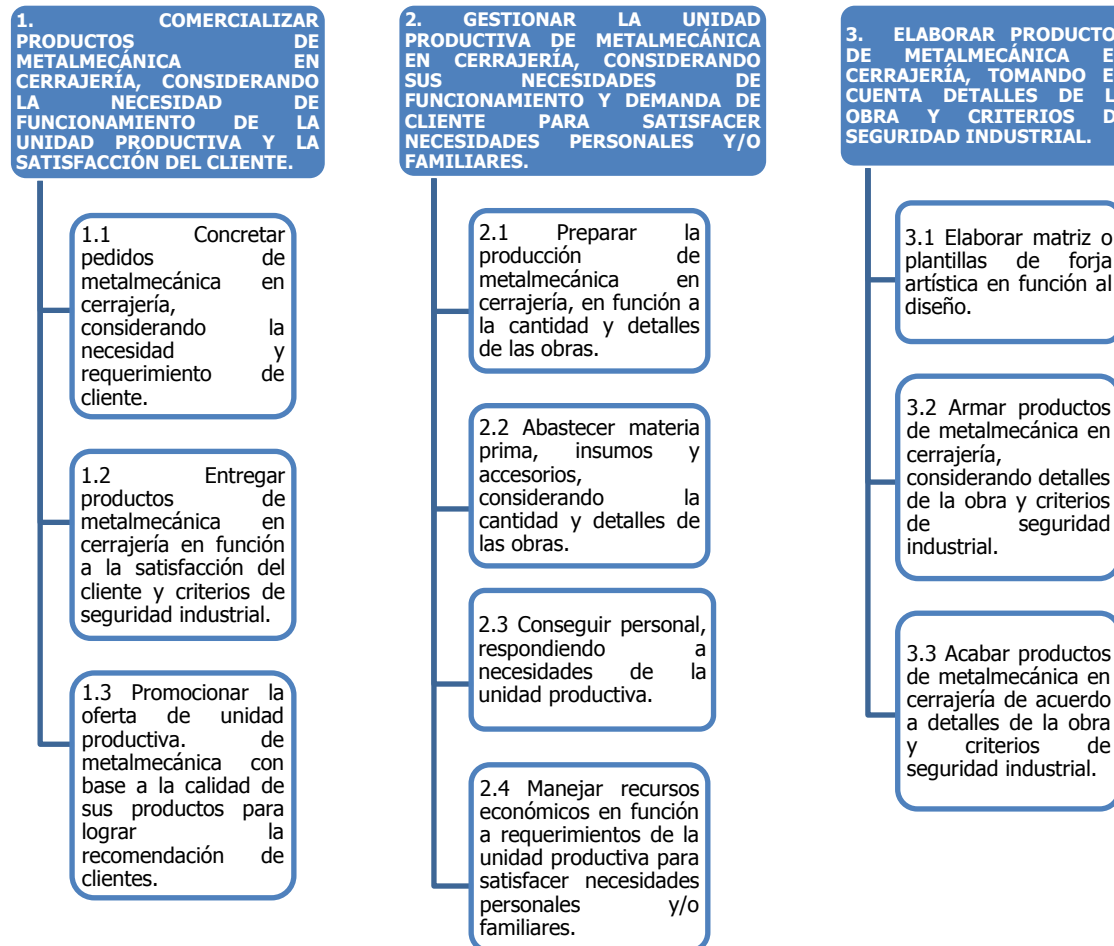 1. COMERCIALIZAR
PRODUCTOS DE
METALMECÁNICA EN
CERRAJERÍA, CONSIDERANDO
LA NECESIDAD DE
FUNCIONAMIENTO DE LA
UNIDAD PRODUCTIVA Y LA
SATISFACCIÓN DEL CLIENTE.
1.1 Concretar
pedidos de
metalmecánica en
cerrajería,
considerando la
necesidad y
requerimiento de
cliente.
1.2 Entregar
productos de
metalmecánica en
cerrajería en función
a la satisfacción del
cliente y criterios de
seguridad industrial.
1.3 Promocionar la
oferta de unidad
productiva. de
metalmecánica con
base a la calidad de
sus productos para
lograr la
recomendación de
clientes.
2. GESTIONAR LA UNIDAD
PRODUCTIVA DE METALMECÁNICA
EN CERRAJERÍA, CONSIDERANDO
SUS NECESIDADES DE
FUNCIONAMIENTO Y DEMANDA DE
CLIENTE PARA SATISFACER
NECESIDADES PERSONALES Y/O
FAMILIARES.
2.1 Preparar la
producción de
metalmecánica en
cerrajería, en función a
la cantidad y detalles
de las obras.
2.2 Abastecer materia
prima, insumos y
accesorios,
considerando la
cantidad y detalles de
las obras.
2.3 Conseguir personal,
respondiendo a
necesidades de la
unidad productiva.
2.4 Manejar recursos
económicos en función
a requerimientos de la
unidad productiva para
satisfacer necesidades
personales y/o
familiares.
3. ELABORAR PRODUCTO
DE METALMECÁNICA E
CERRAJERÍA, TOMANDO E
CUENTA DETALLES DE L
OBRA Y CRITERIOS D
SEGURIDAD INDUSTRIAL.
3.1 Elaborar matriz o
plantillas de forja
artística en función al
diseño.
3.2 Armar productos
de metalmecánica en
cerrajería,
considerando detalles
de la obra y criterios
de seguridad
industrial.
3.3 Acabar productos
de metalmecánica en
cerrajería de acuerdo
a detalles de la obra
y criterios de
seguridad industrial.